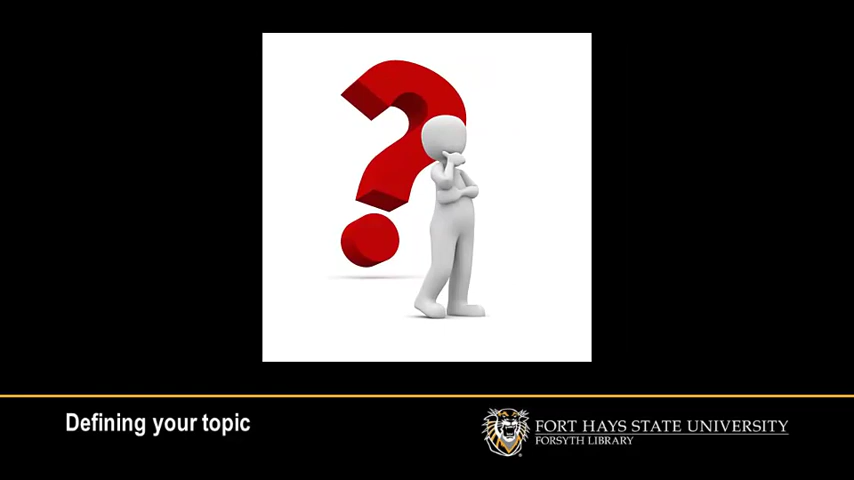 Defining your topic
FORT HAYS STATE UNIVERSITY
FORSYTH LIBRARY